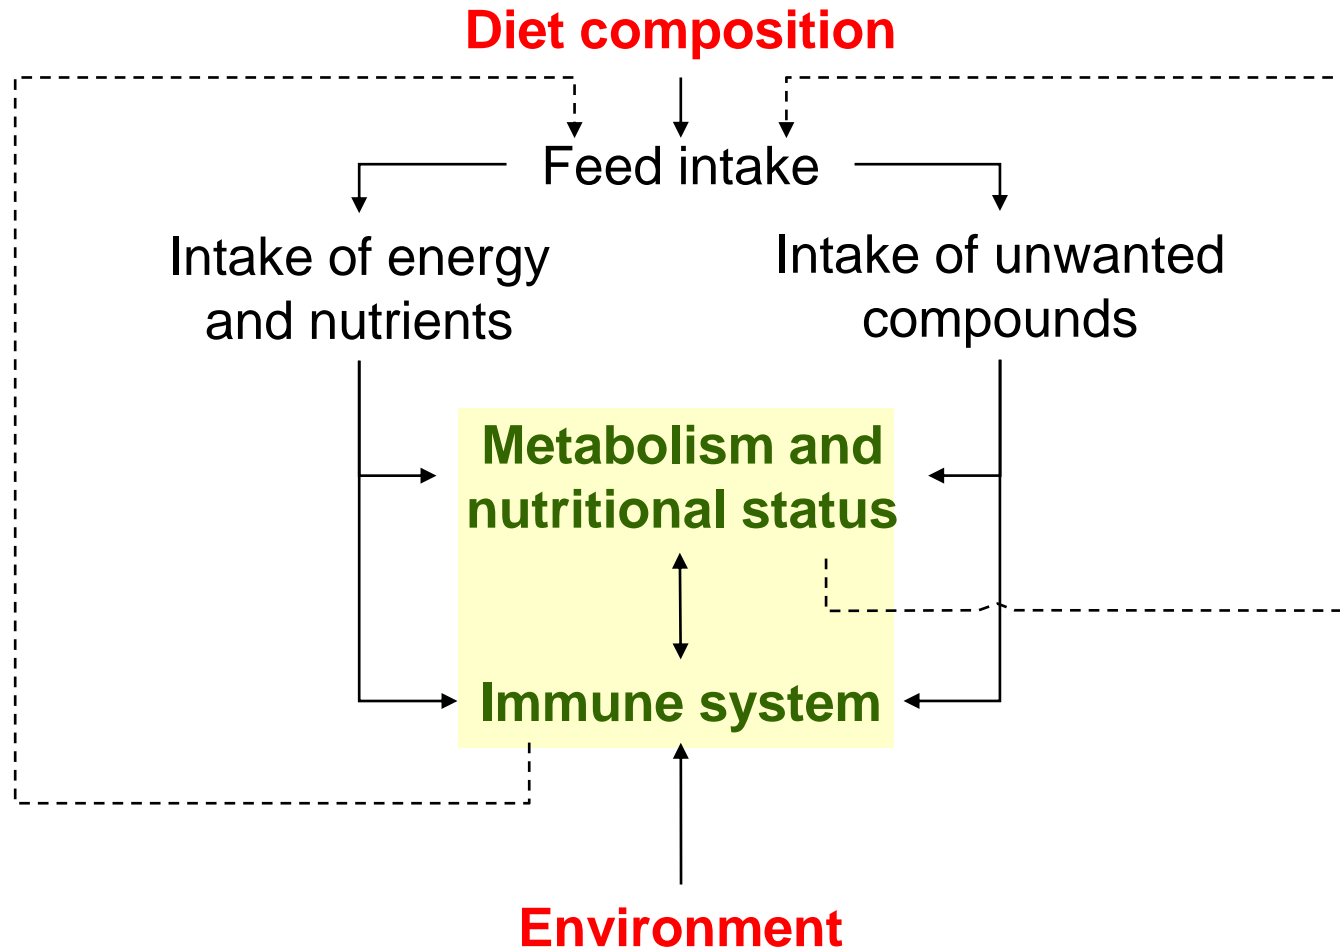 Diet composition
Feed intake
Intake of energy
and nutrients
Intake of unwanted
compounds
Metabolism and
nutritional status
Immune system
Environment